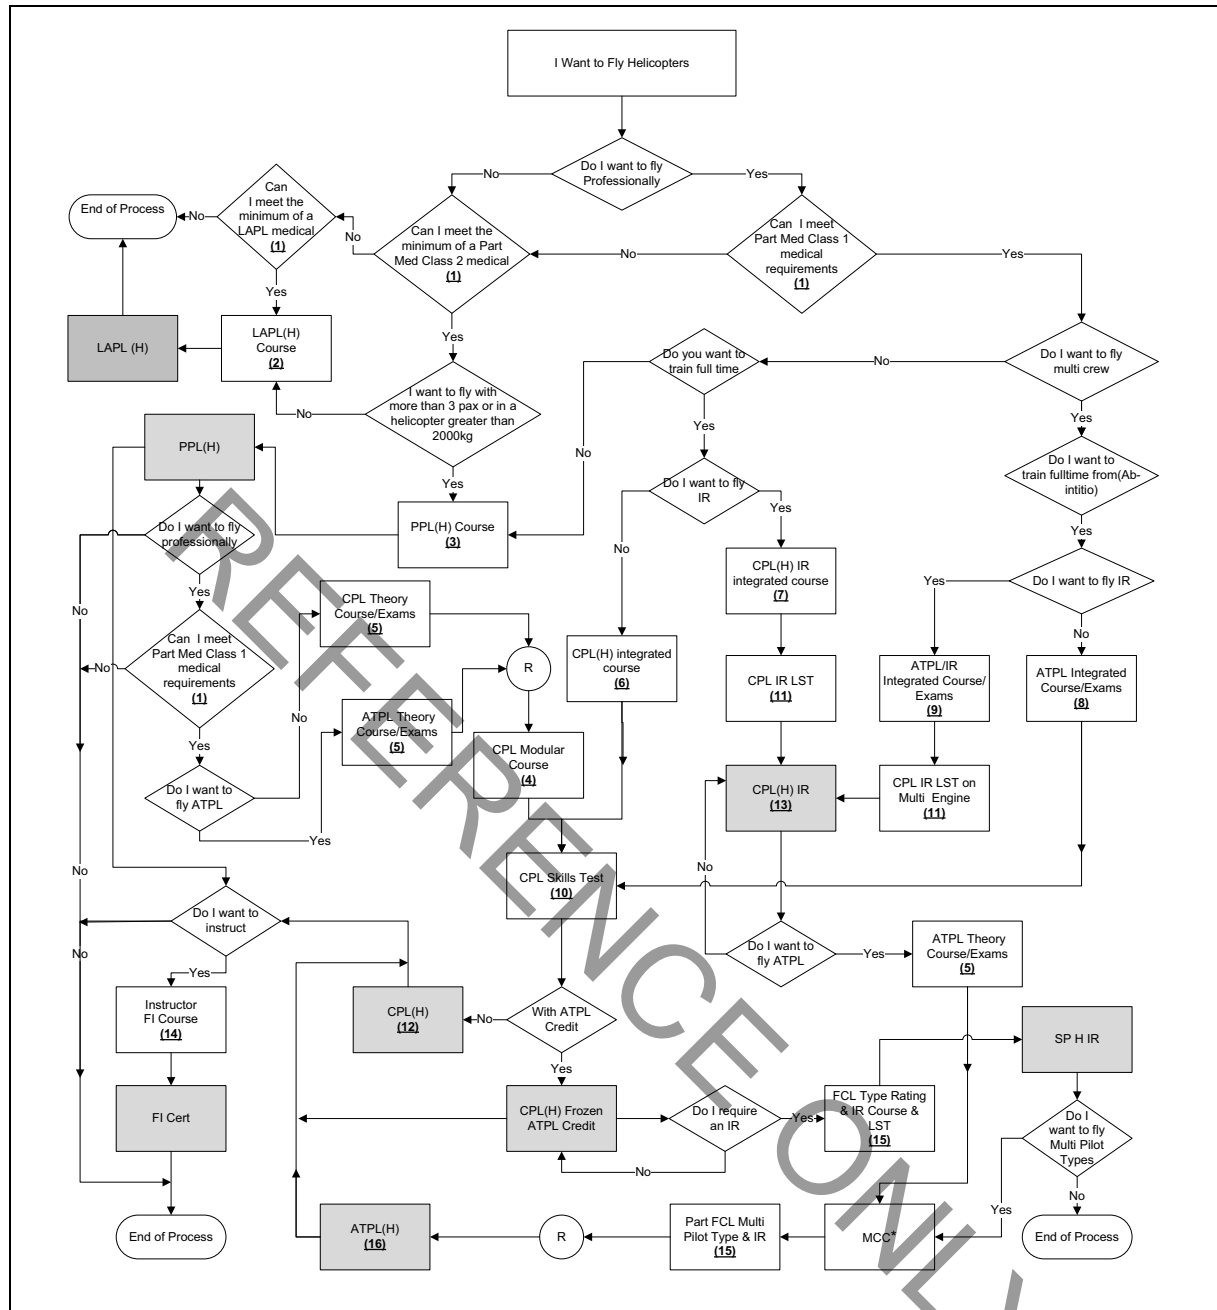 I Want to Fly Helicopters
Do I want to fly
Professionally
No
Yes
Can
I meet the
minimum of a
LAPL medical
(1)
End of Process
No
No
Can I meet the
minimum of a Part
Med Class 2 medical
(1)
No
Can I meet
Part Med Class 1
medical
requirements
(1)
Yes
Yes
Yes
LAPL (H)
LAPL(H)
Course
(2)
Do you want to
train full time
No
Do I want to fly
multi crew
No
I want to fly with
more than 3 pax or in a
helicopter greater than
2000kg
Yes
Yes
PPL(H)
No
Do I want to fly
IR
Do I want to
train fulltime from(Ab-
intitio)
Yes
Yes
Yes
PPL(H) Course
(3)
Do I want to fly
professionally
No
CPL(H) IR
integrated course
(7)
Yes
Do I want to fly IR
Yes
No
CPL Theory
Course/Exams
(5)
No
Can I meet
Part Med Class 1
medical
requirements
(1)
No
R
CPL(H) integrated
course
(6)
CPL IR LST
(11)
ATPL/IR
Integrated Course/
Exams
(9)
ATPL Integrated
Course/Exams
(8)
No
ATPL Theory
Course/Exams
(5)
Yes
CPL Modular
Course
(4)
Do I want to
fly ATPL
Yes
CPL(H) IR
(13)
CPL IR LST on
Multi Engine
(11)
No
No
CPL Skills Test
(10)
Do I want to
instruct
No
Do I want to
fly ATPL
Yes
ATPL Theory
Course/Exams
(5)
Yes
Instructor
FI Course
(14)
CPL(H)
(12)
No
With ATPL
Credit
SP H IR
Yes
FI Cert
CPL(H) Frozen
ATPL Credit
Do I require
an IR
Yes
FCL Type Rating
& IR Course &
LST
(15)
Do I
want to fly
Multi Pilot
Types
No
No
Yes
End of Process
ATPL(H)
(16)
R
Part FCL Multi
Pilot Type & IR
(15)
MCC*
End of Process
REFERENCE ONLY